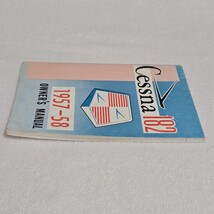 Cessna
182
1957-58
OWNER'S MANUAL